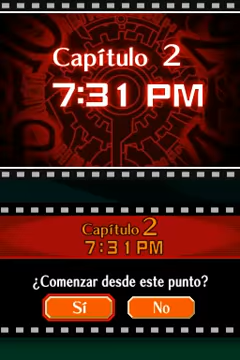 Capítulo 2
7:31 PM
Capítulo 2
7:31 PM
¿Comenzar desde este punto?
Sí
No